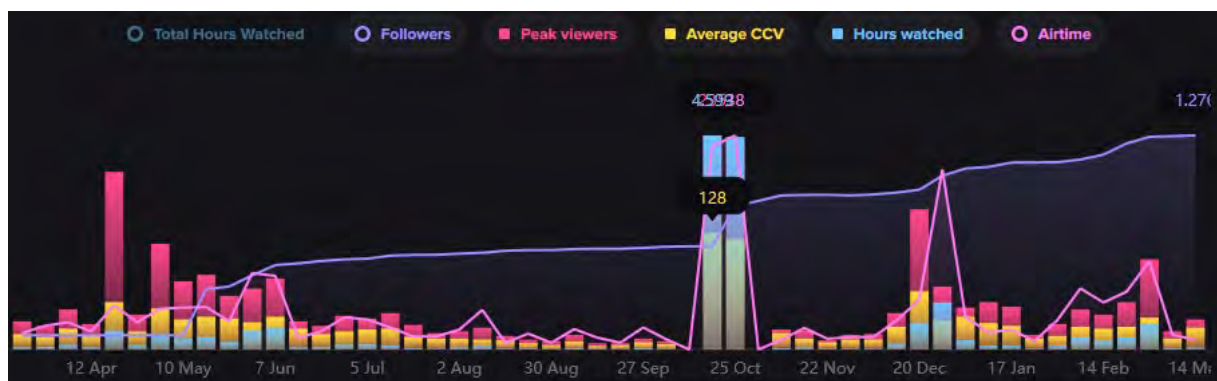 Total Hours Watched Followers Peak viewers Average CCV Hours watched Airtime
128
12 Apr 10 May 7 Jun 5 Jul 2 Aug 30 Aug 27 Sep 25 Oct 22 Nov 20 Dec 17 Jan 14 Feb 14